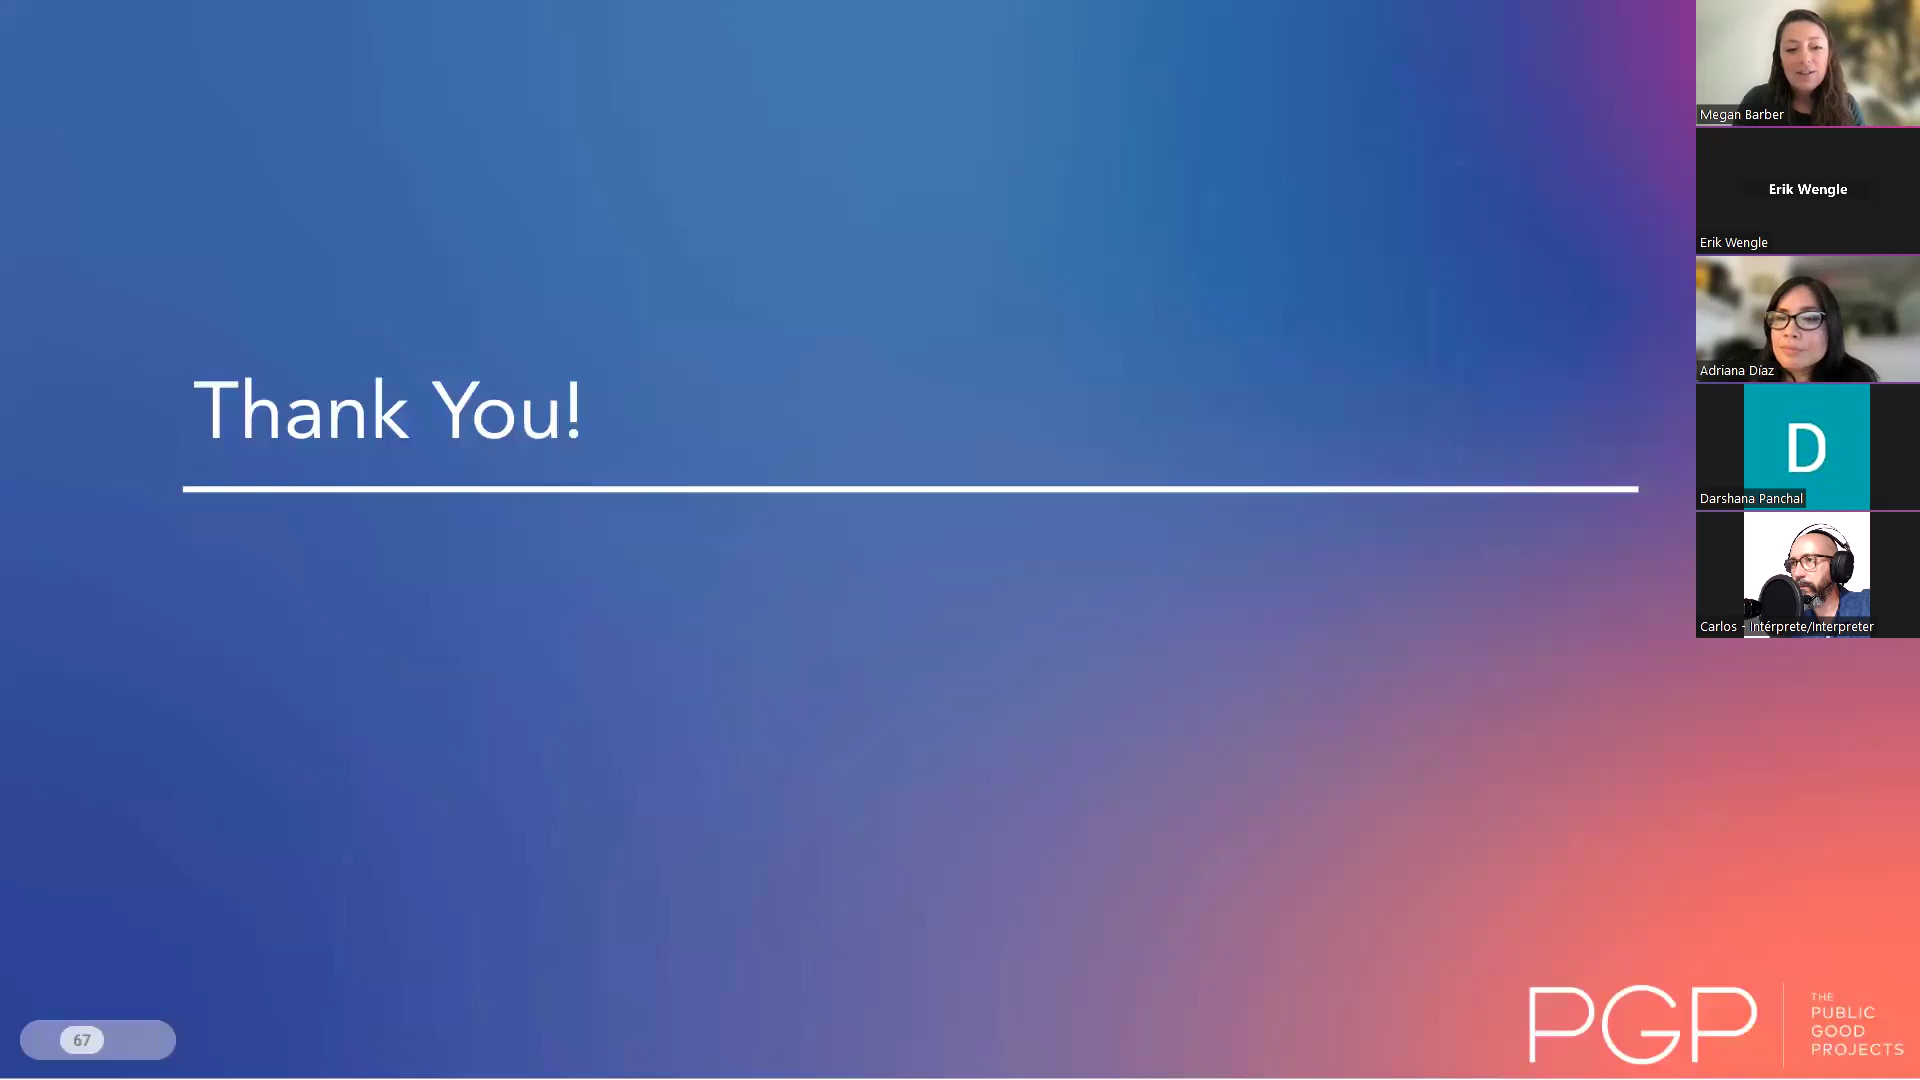 Thank You!
Megan Barber
Erik Wengle
Erik Wengle
Adriana Díaz
D
Darshana Panchal
Carlos - Intérprete/Interpreter
67
PGP
THE
PUBLIC
GOOD
PROJECTS